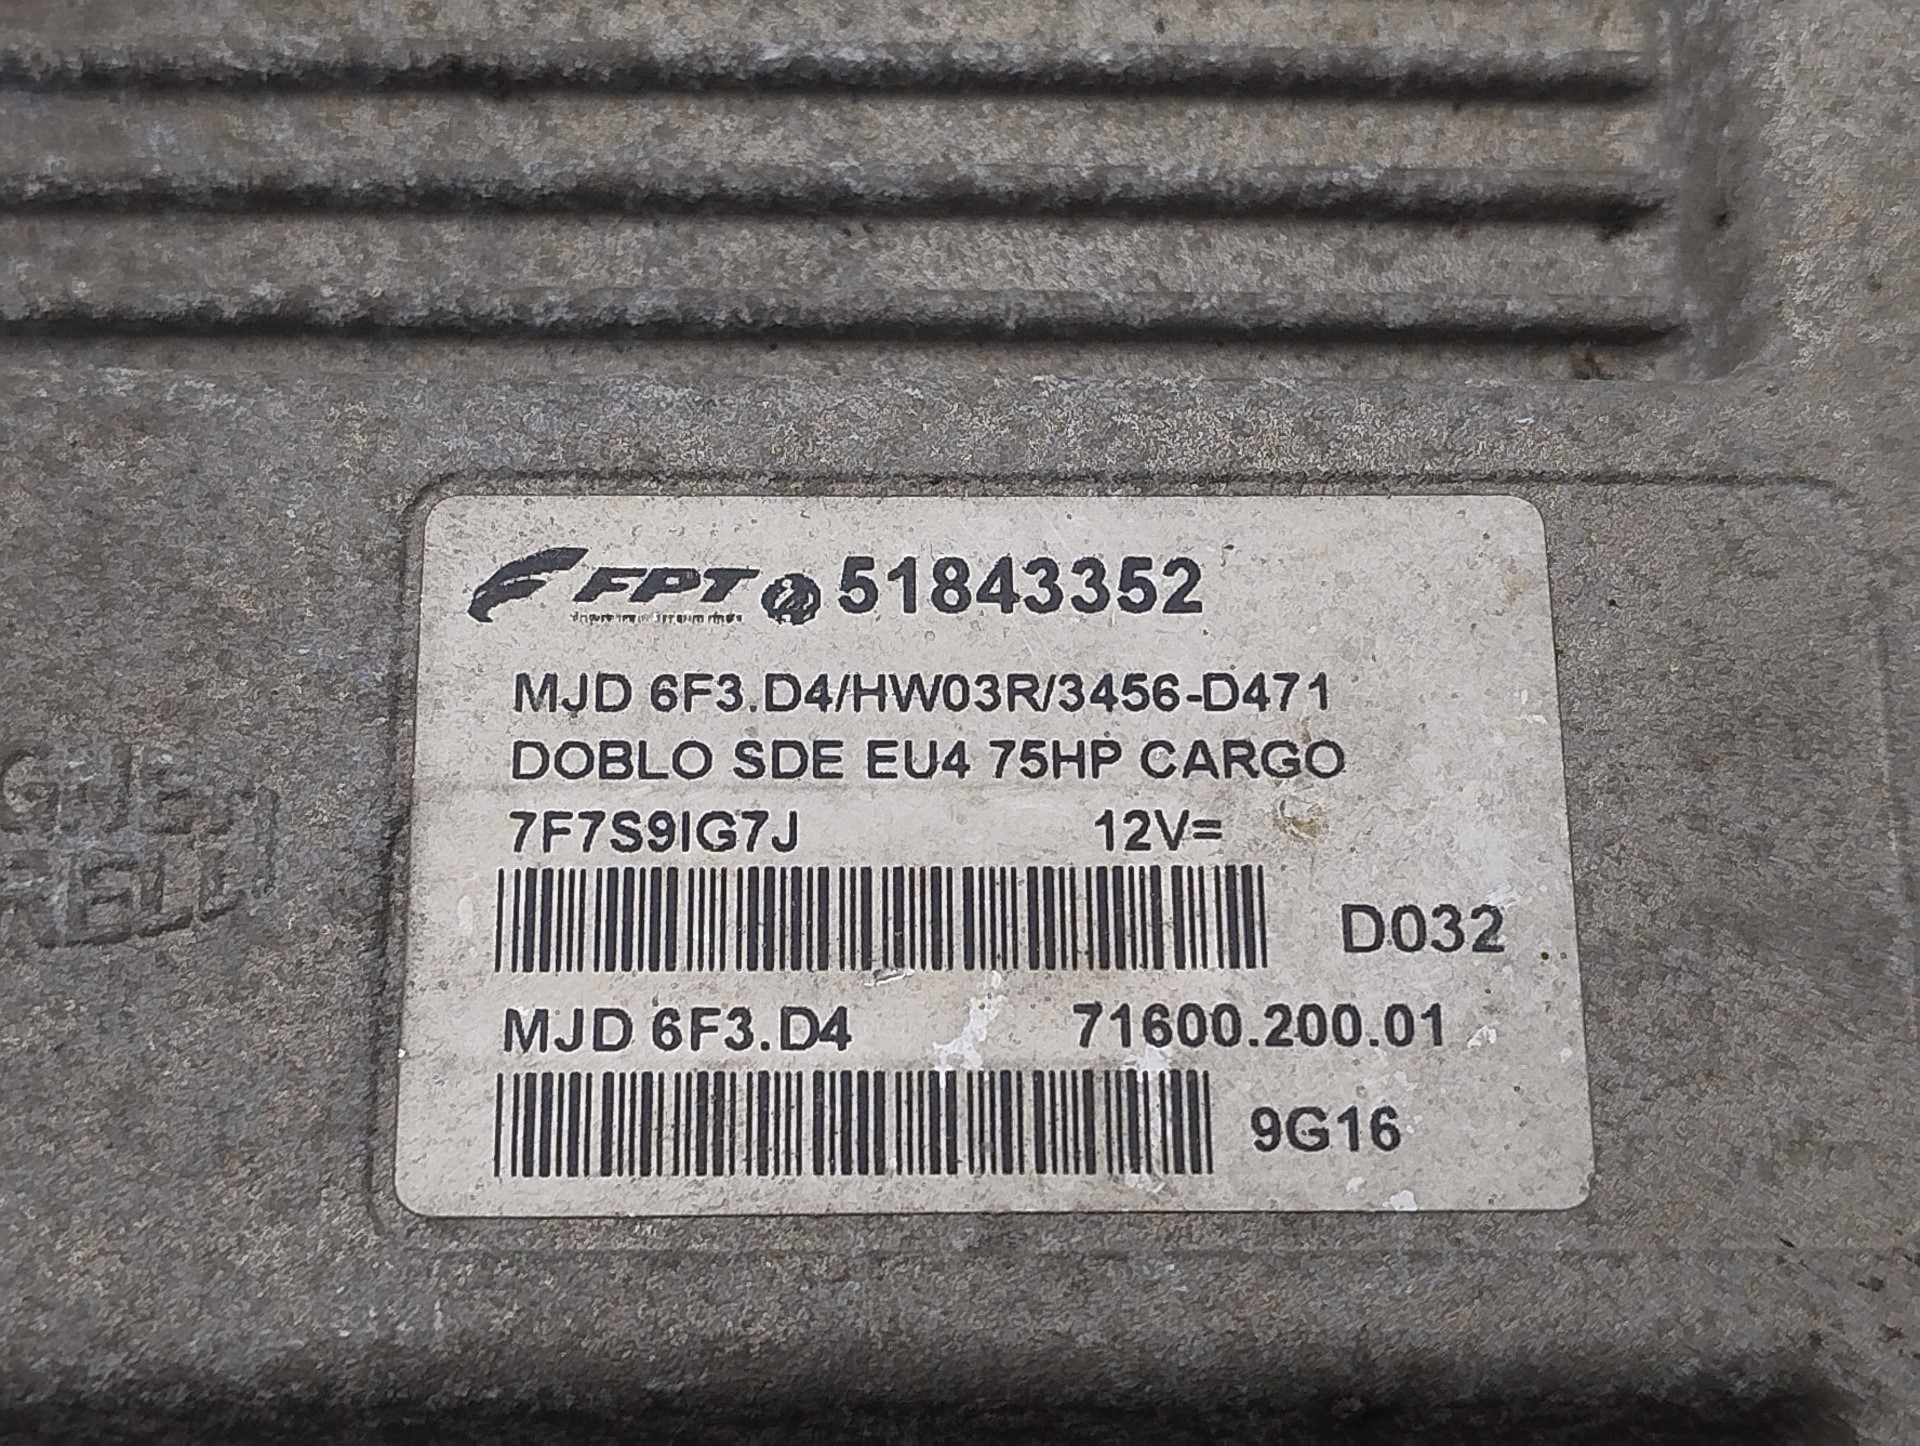 FPT 51843352
MJD 6F3.D4/HW03R/3456-D471
DOBLO SDE EU4 75HP CARGO
7F7S9IG7J 12V=
D032
MJD 6F3.D4 71600.200.01
9G16